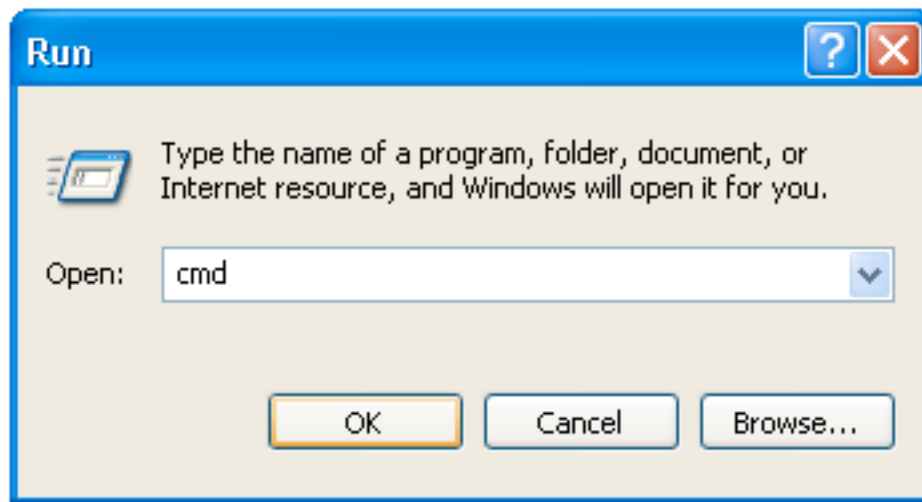 Run
Type the name of a program, folder, document, or
Internet resource, and Windows will open it for you.
Open: cmd
OK Cancel Browse...